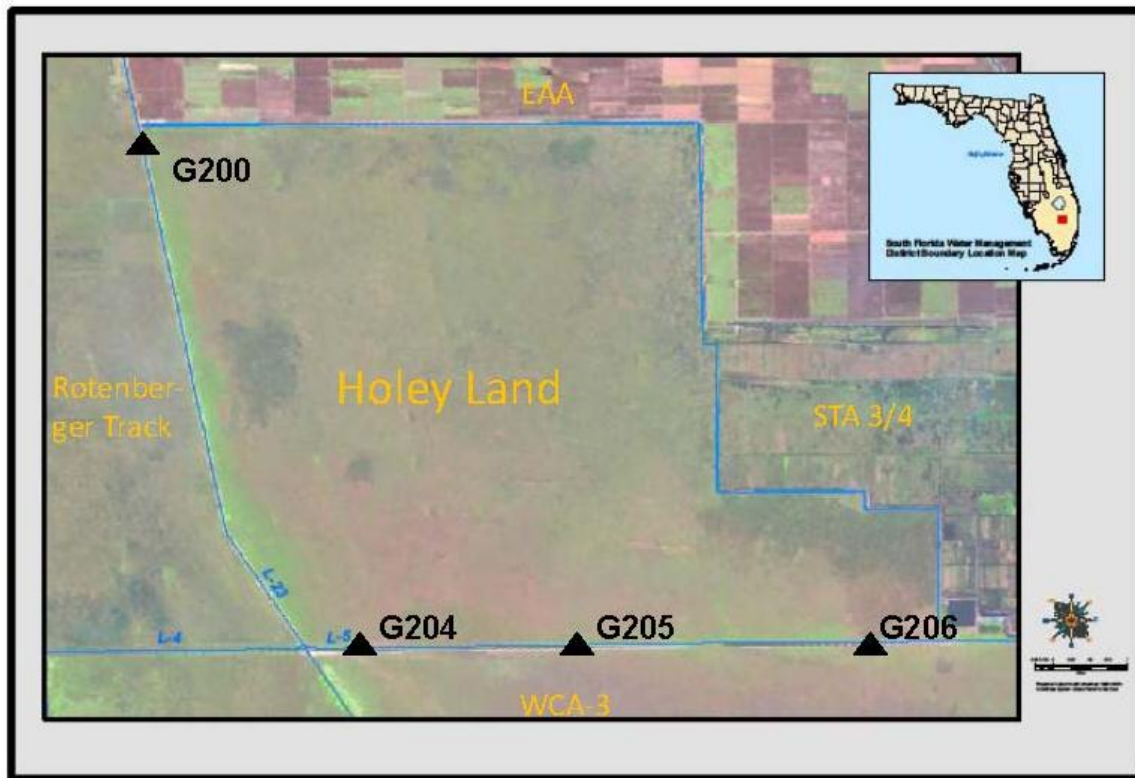 EAA
G200
South Florida Water Management
District Boundary Location Map
Rotenber-
ger Track
Holey Land
STA 3/4
L-23
L-4
L-5
G204
G205
G206
WCA-3